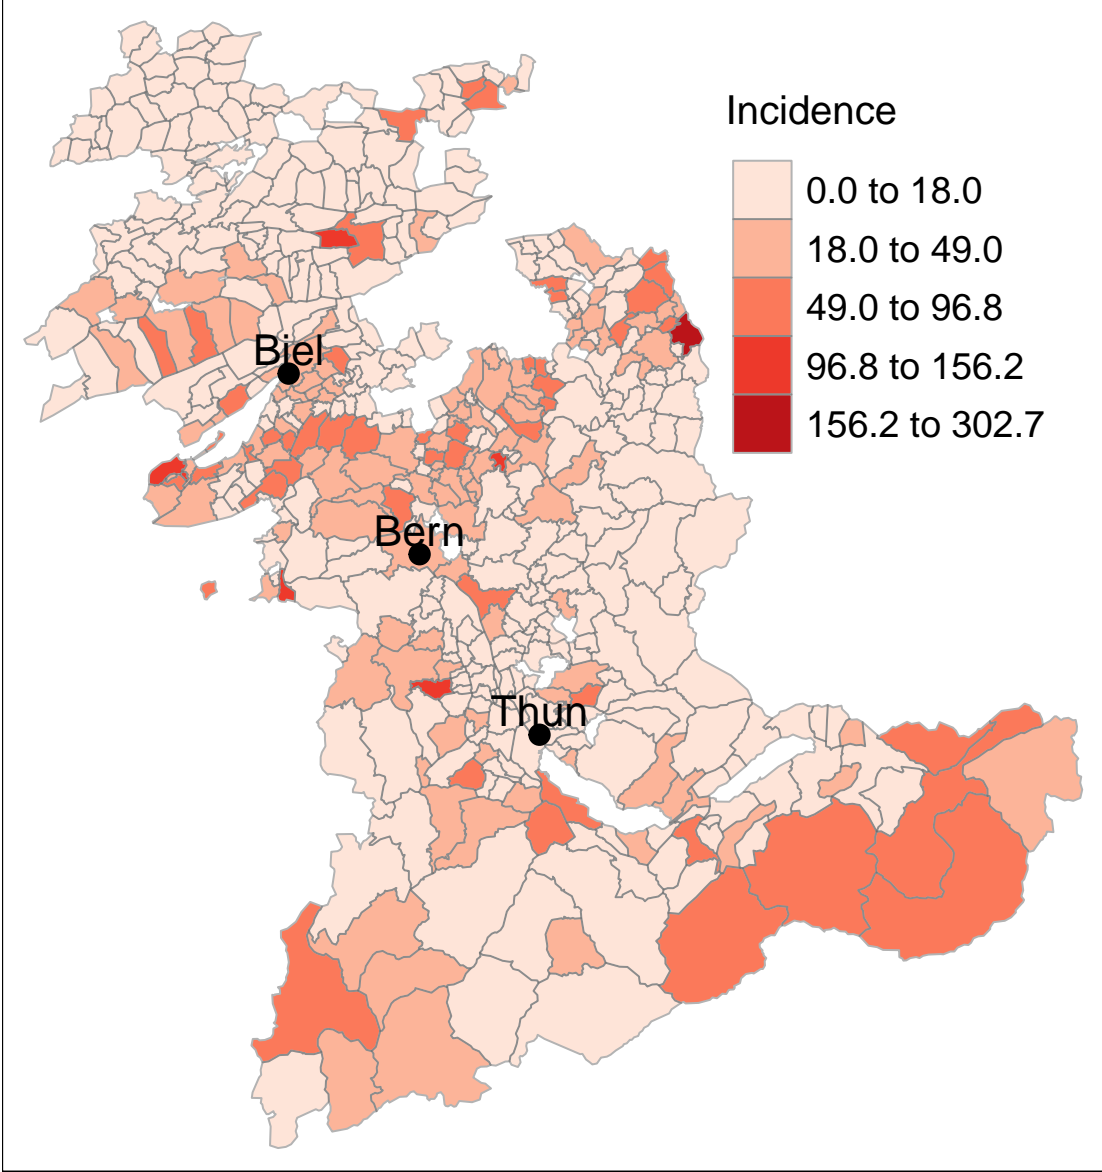 Incidence
0.0 to 18.0
18.0 to 49.0
49.0 to 96.8
96.8 to 156.2
156.2 to 302.7
Biel
Bern
Thun